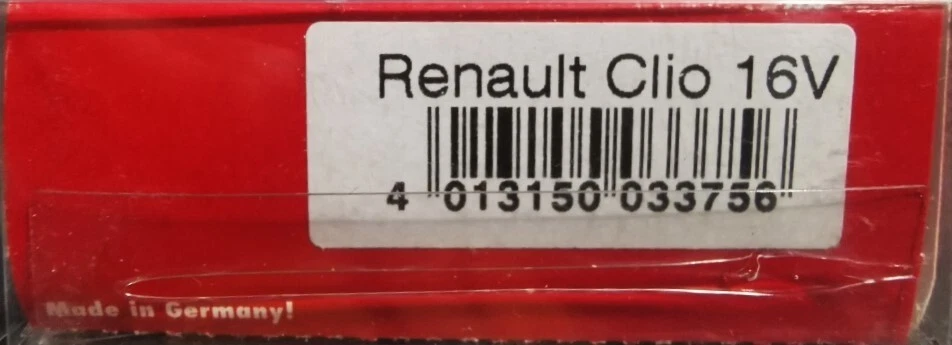 Renault Clio 16V
4 013150 033756
Made in Germany!